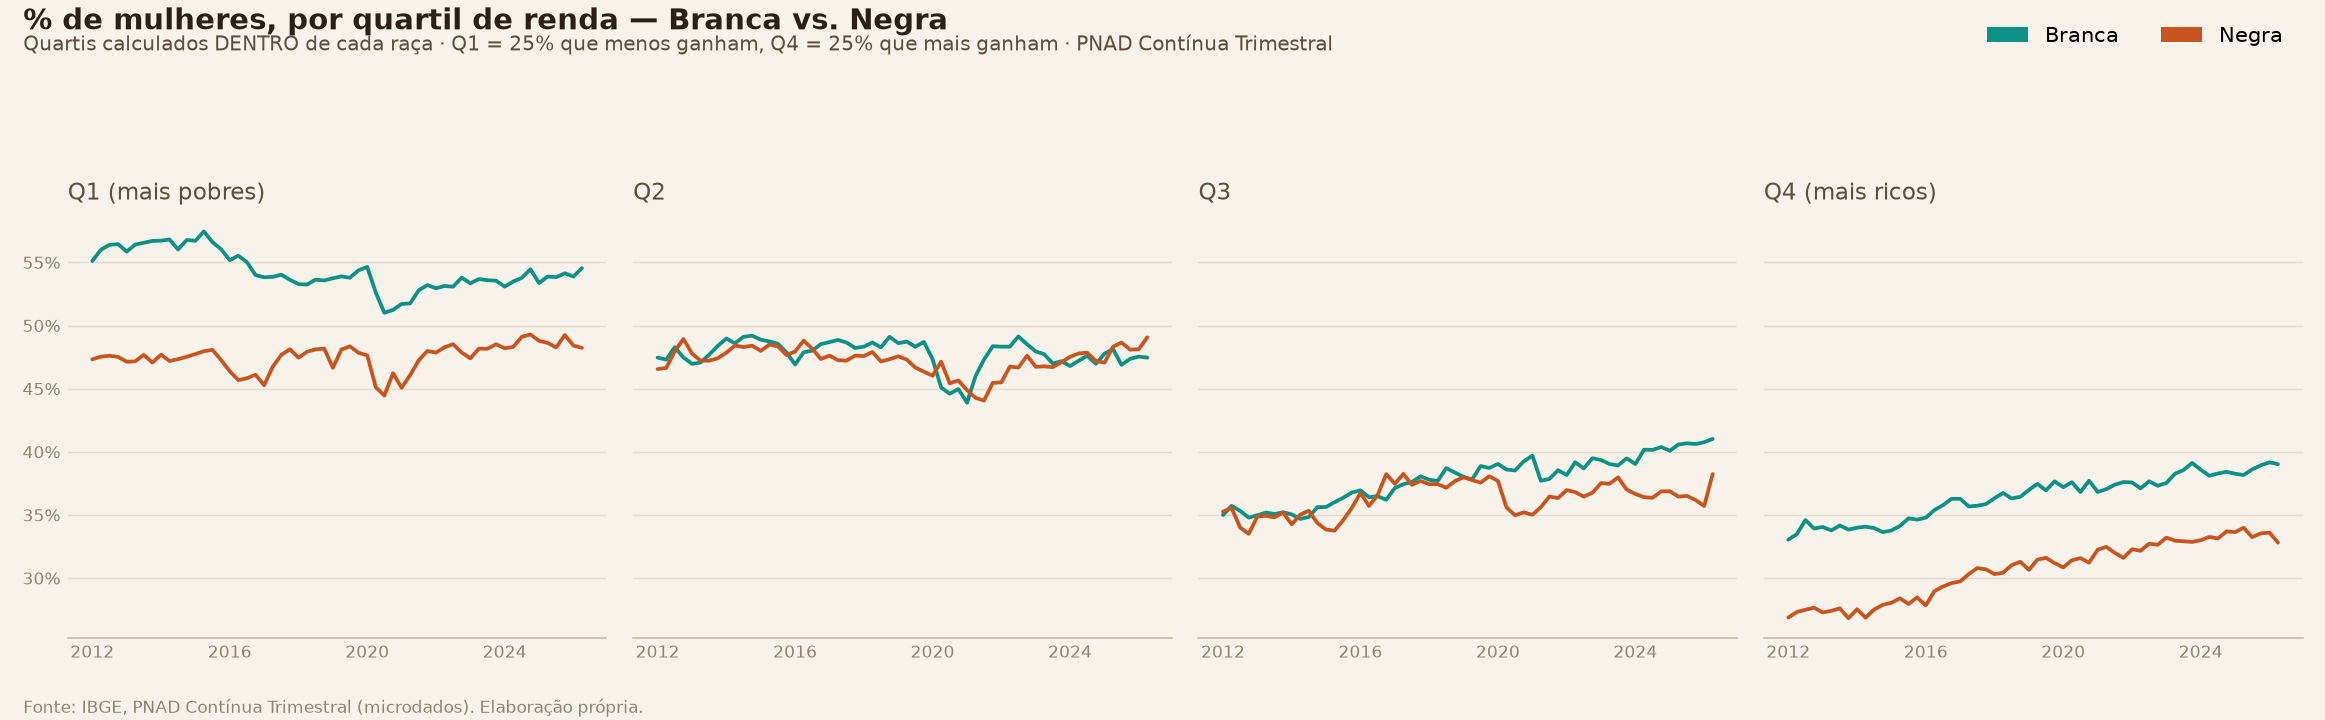 % de mulheres, por quartil de renda — Branca vs. Negra
Quartis calculados DENTRO de cada raça · Q1 = 25% que menos ganham, Q4 = 25% que mais ganham · PNAD Contínua Trimestral
Branca Negra
Q1 (mais pobres) Q2 Q3 Q4 (mais ricos)
55%
50%
45%
40%
35%
30%
2012 2016 2020 2024 2012 2016 2020 2024 2012 2016 2020 2024 2012 2016 2020 2024
Fonte: IBGE, PNAD Contínua Trimestral (microdados). Elaboração própria.